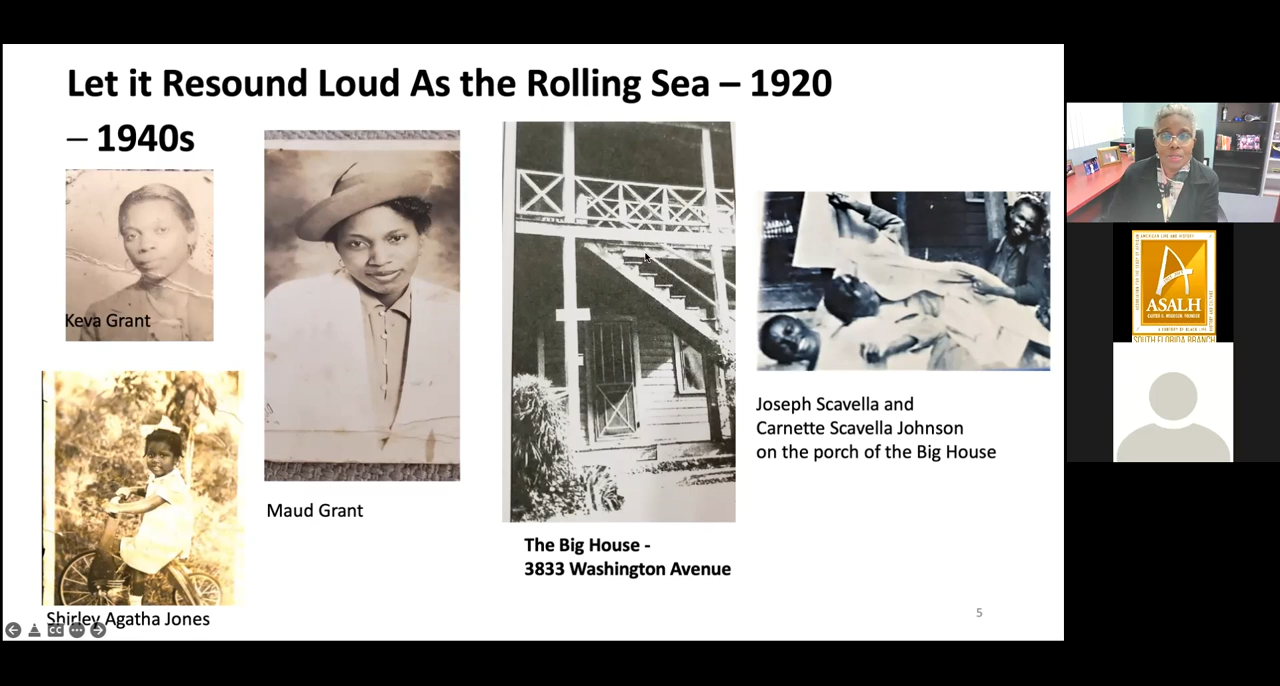 Let it Resound Loud As the Rolling Sea – 1920
– 1940s
Keva Grant
Shirley Agatha Jones
Maud Grant
The Big House -
3833 Washington Avenue
Joseph Scavella and
Carnette Scavella Johnson
on the porch of the Big House
5
CC
ASALH
SOUTH FLORIDA BRANCH